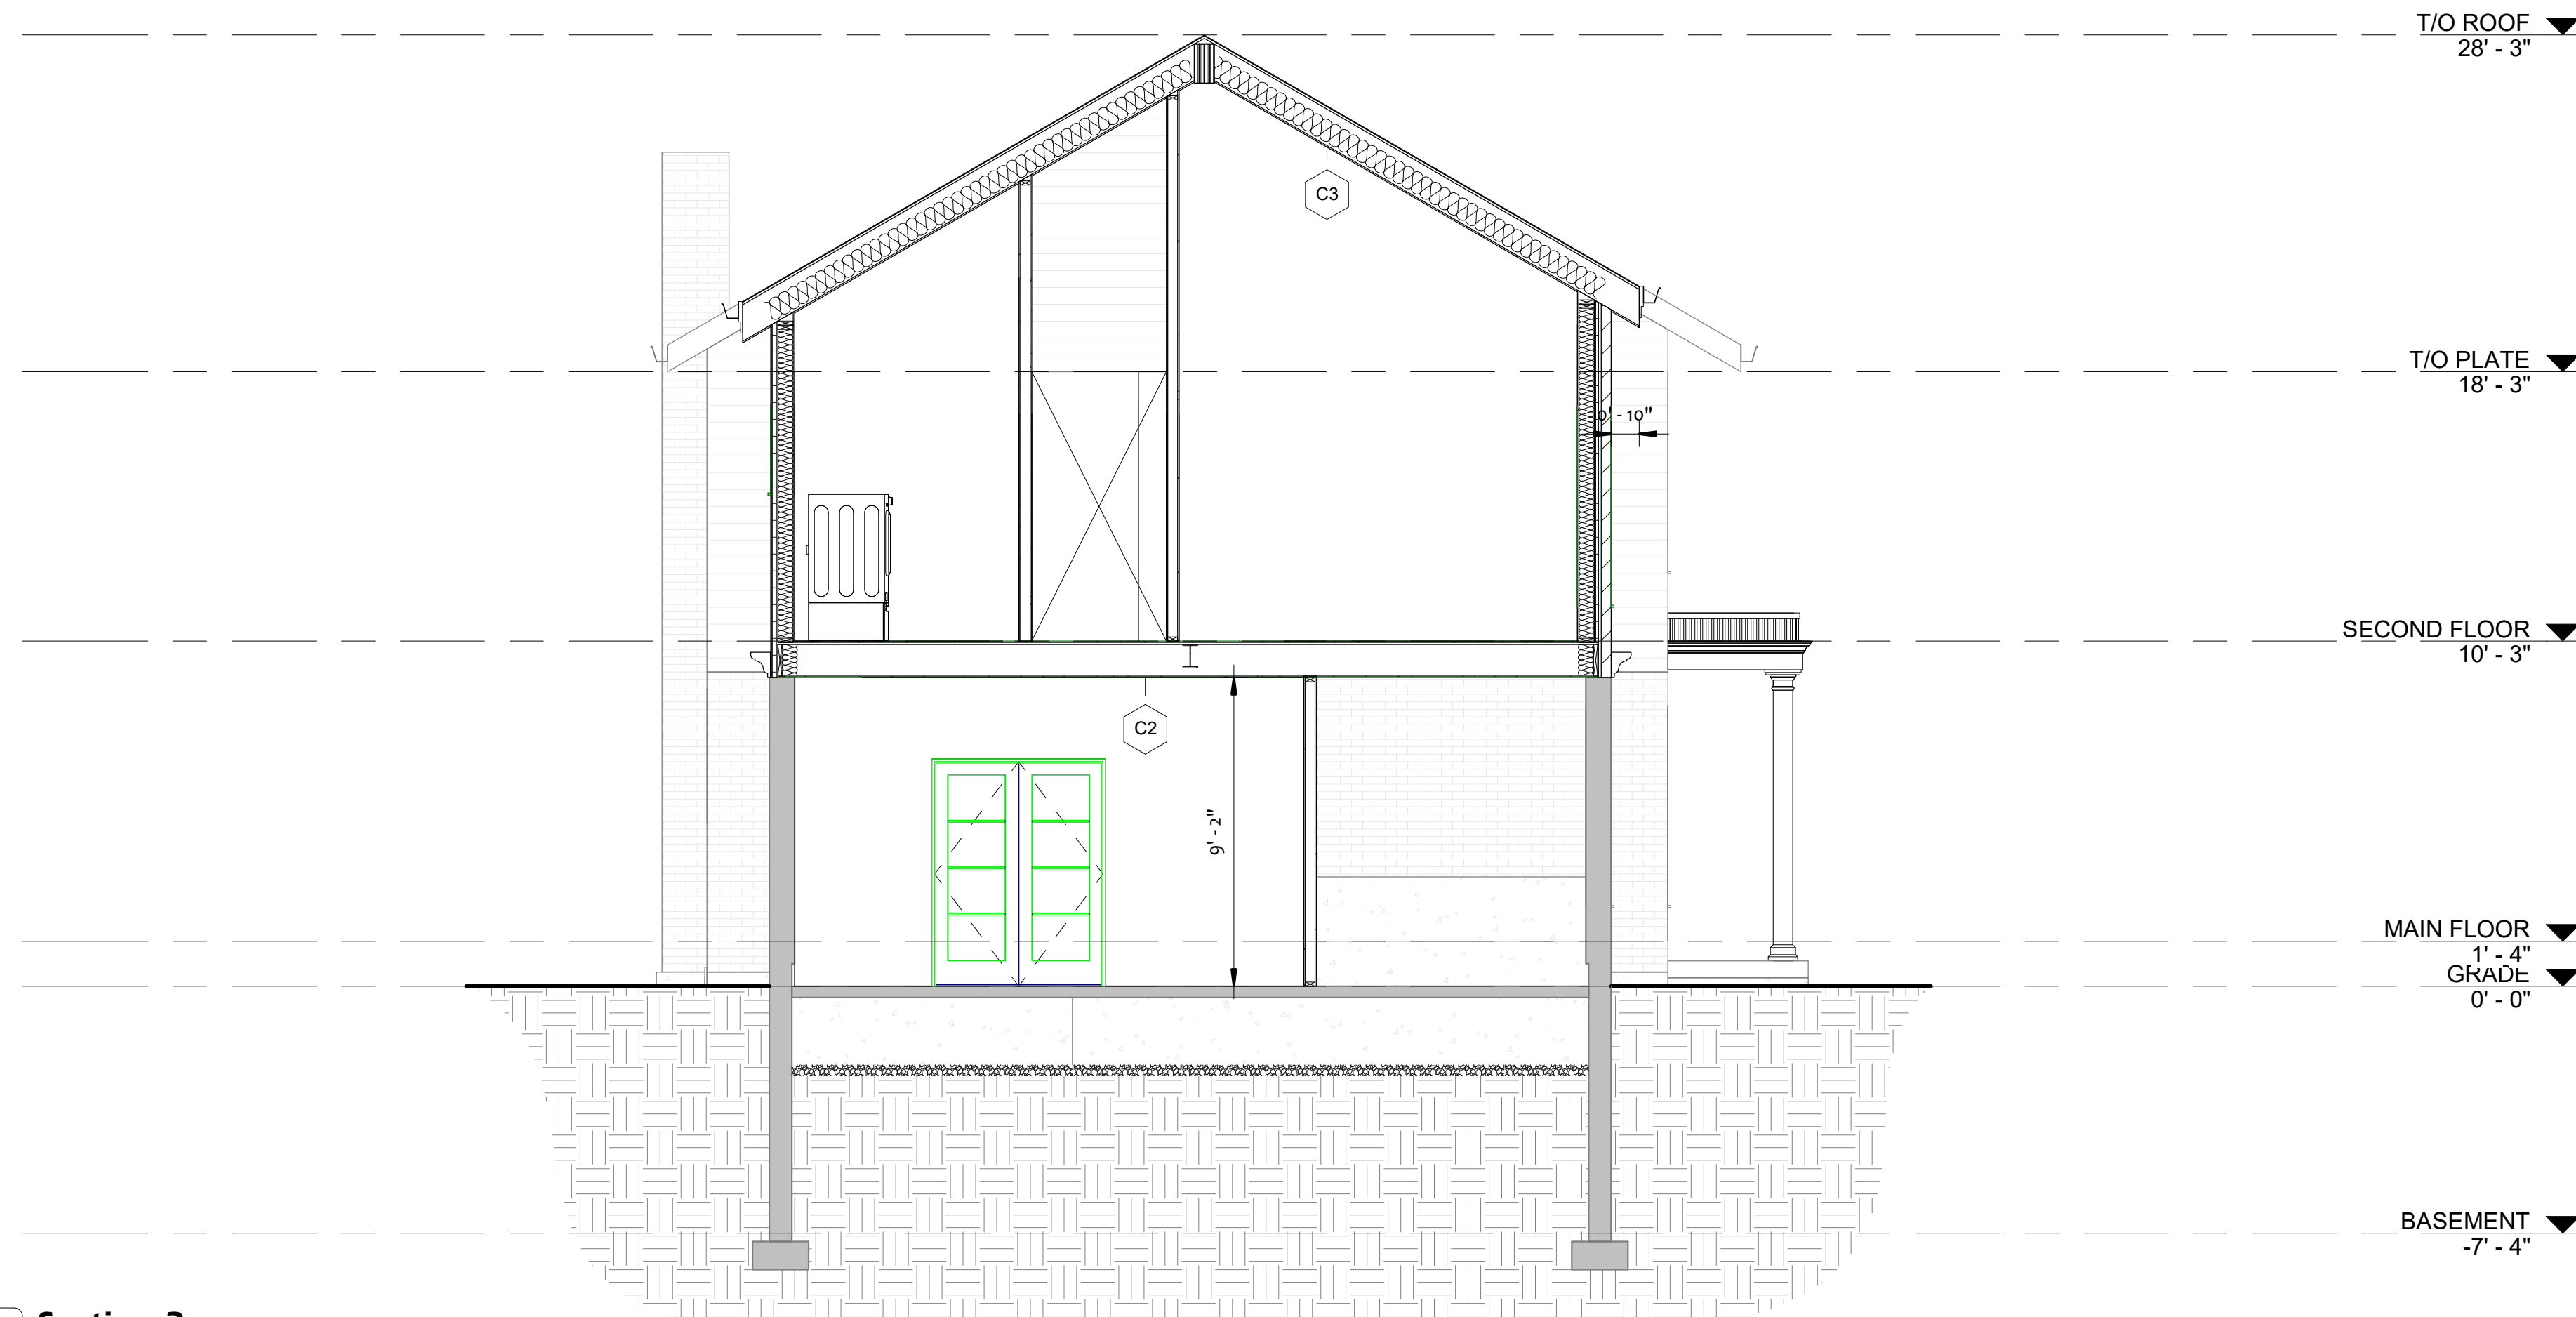 T/O ROOF
28' - 3"
C3
T/O PLATE
18' - 3"
0' - 10"
SECOND FLOOR
10' - 3"
C2
9' - 2"
MAIN FLOOR
1' - 4"
GRADE
0' - 0"
BASEMENT
-7' - 4"